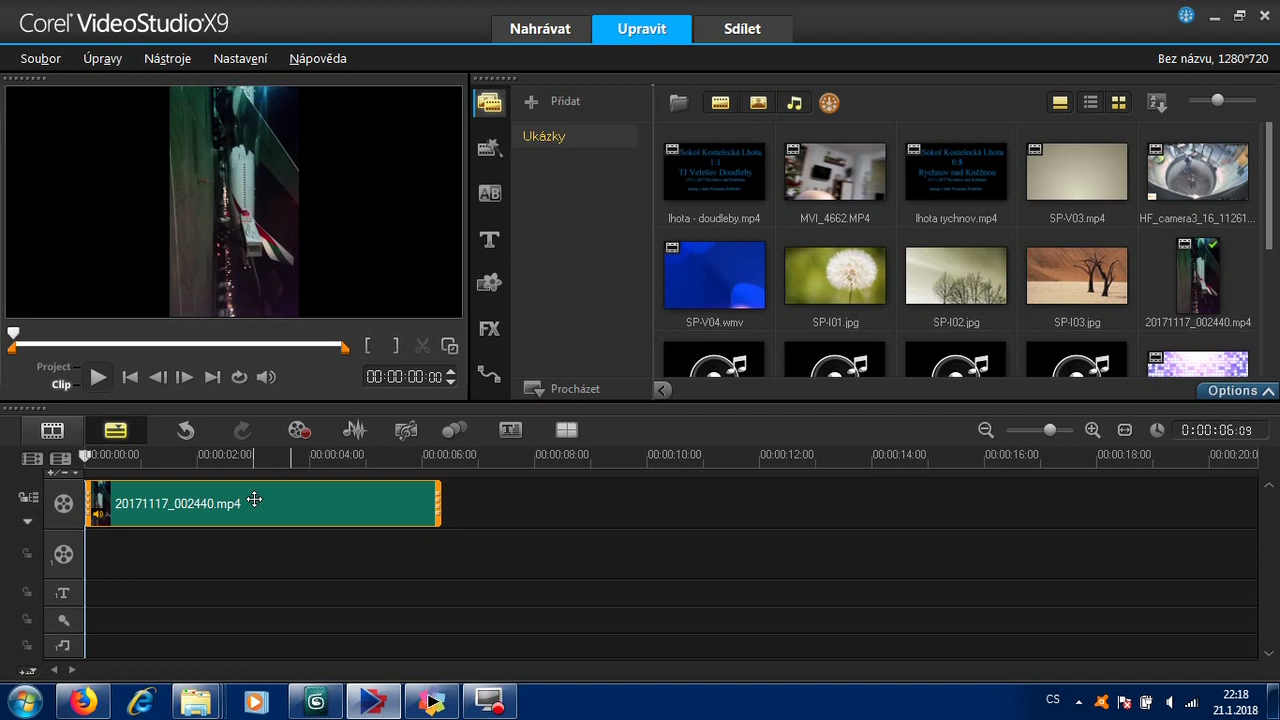 Corel VideoStudio X9
Nahrávat
Upravit
Sdílet
Soubor
Úpravy
Nástroje
Nastavení
Nápověda
Bez názvu, 1280*720
Přidat
Ukázky
Sokol Kostelecká Lhota
1:1
TJ Velešov Doudleby
Sokol Kostelecká Lhota
0:8
Rychnov nad Kněžnou
lhota - doudleby.mp4
MVI_4662.MP4
lhota rychnov.mp4
SP-V03.mp4
HF_camera3_16_11261...
SP-V04.wmv
SP-I01.jpg
SP-I02.jpg
SP-I03.jpg
20171117_002440.mp4
Project
Clip
00:00:00:00
Procházet
Options
0:00:06:09
00:00:00:00
00:00:02:00
00:00:04:00
00:00:06:00
00:00:08:00
00:00:10:00
00:00:12:00
00:00:14:00
00:00:16:00
00:00:18:00
00:00:20:0
20171117_002440.mp4
CS
22:18
21.1.2018